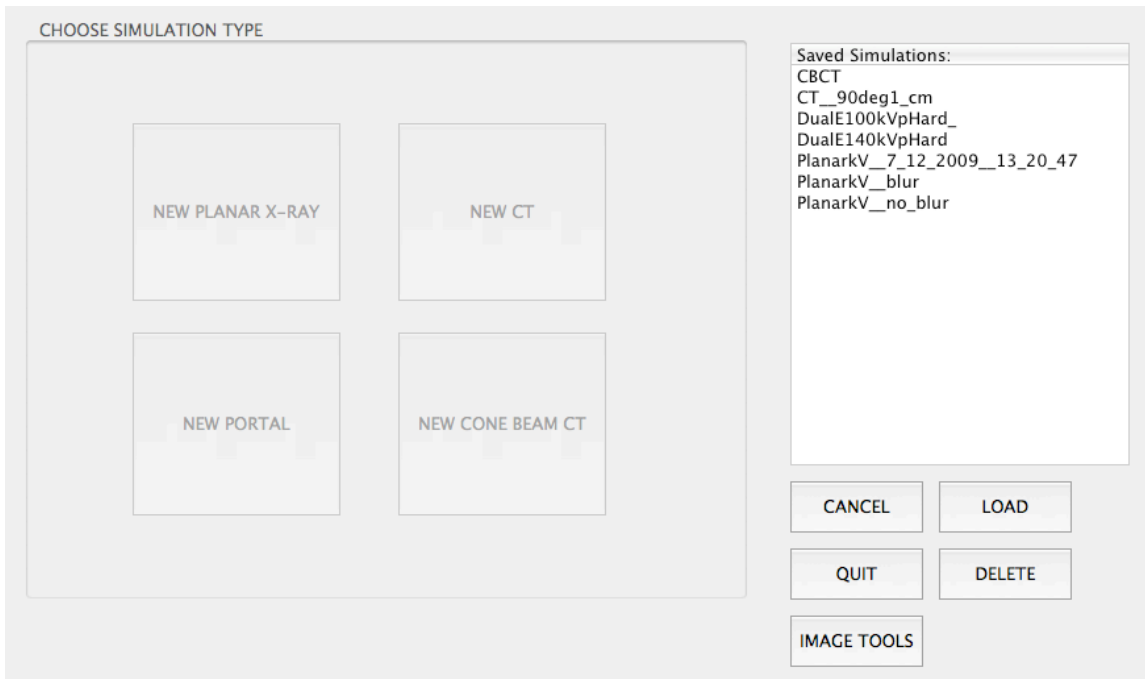 CHOOSE SIMULATION TYPE
NEW PLANAR X-RAY
NEW CT
NEW PORTAL
NEW CONE BEAM CT
Saved Simulations:
CBCT
CT__90deg1_cm
DualE100kVpHard_
DualE140kVpHard
PlanarkV__7_12_2009__13_20_47
PlanarkV__blur
PlanarkV__no_blur
CANCEL
LOAD
QUIT
DELETE
IMAGE TOOLS